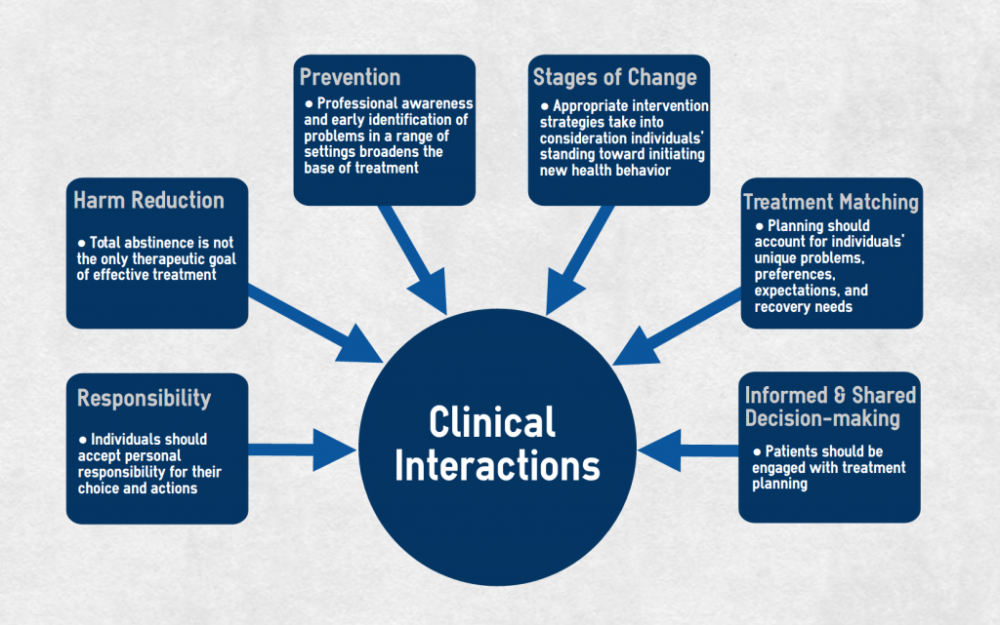 Prevention
● Professional awareness
and early identification of
problems in a range of
settings broadens the
base of treatment
Stages of Change
● Appropriate intervention
strategies take into
consideration individuals'
standing toward initiating
new health behavior
Harm Reduction
● Total abstinence is not
the only therapeutic goal
of effective treatment
Treatment Matching
● Planning should
account for individuals'
unique problems,
preferences,
expectations, and
recovery needs
Responsibility
● Individuals should
accept personal
responsibility for their
choice and actions
Clinical
Interactions
Informed & Shared
Decision-making
● Patients should be
engaged with treatment
planning